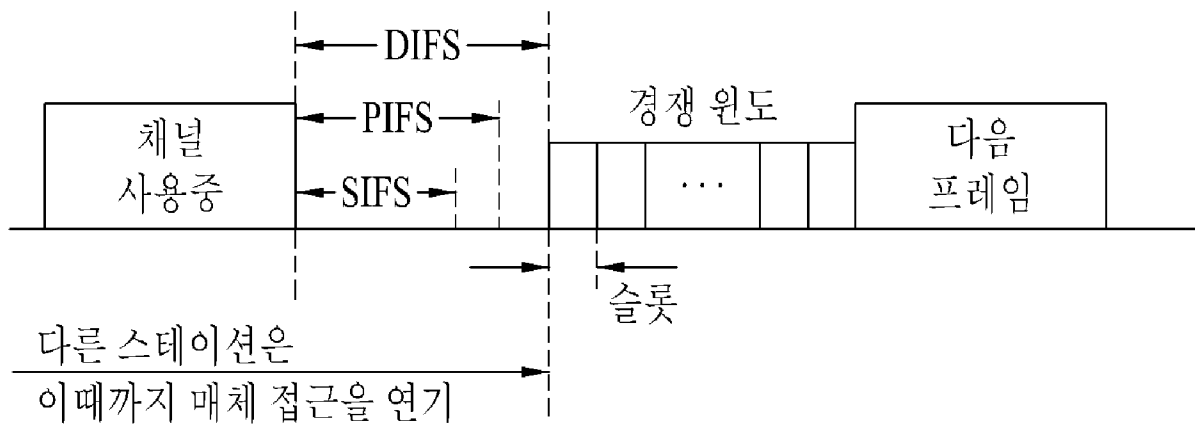 DIFS
PIFS
SIFS
채널
사용중
경쟁 윈도
...
다음
프레임
슬롯
다른 스테이션은
이때까지 매체 접근을 연기